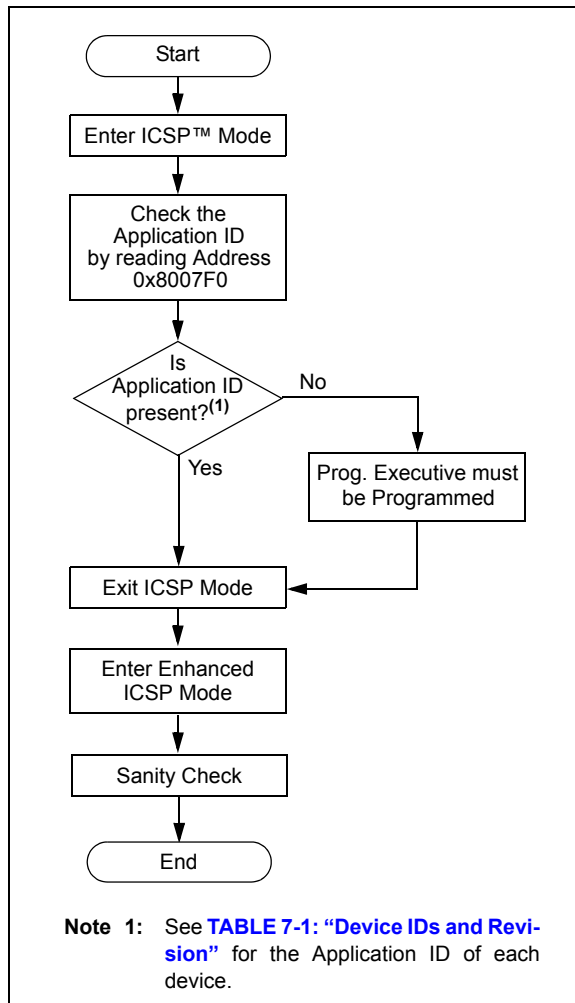 Start
Enter ICSP™ Mode
Check the
Application ID
by reading Address
0x8007F0
Is
Application ID
present?(1)
No
Yes
Prog. Executive must
be Programmed
Exit ICSP Mode
Enter Enhanced
ICSP Mode
Sanity Check
End
Note 1: See TABLE 7-1: “Device IDs and Revi-
sion” for the Application ID of each
device.